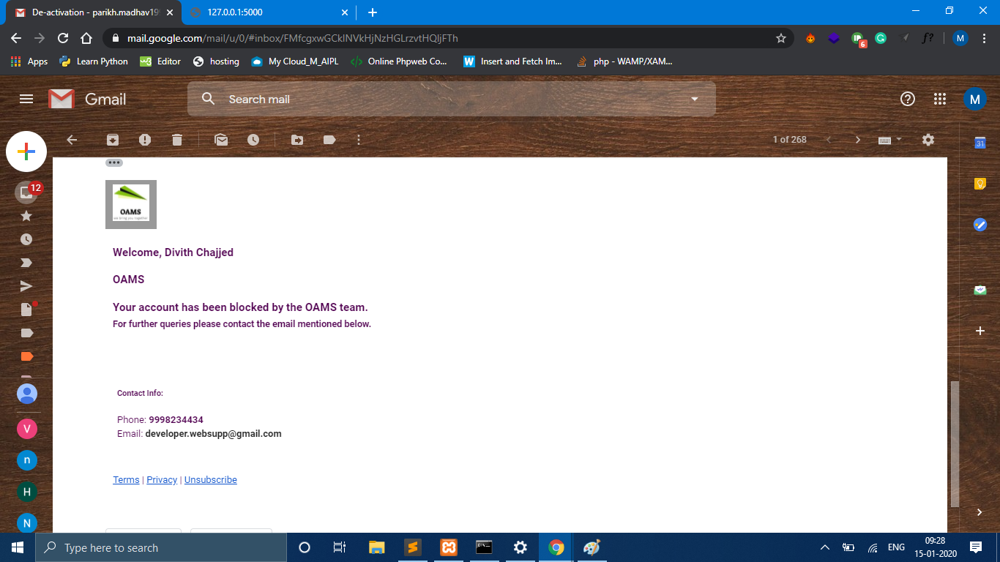 De-activation - parikh.madhav19
127.0.0.1:5000
mail.google.com/mail/u/0/#inbox/FMfcgxwGCklNVkHjNzHGLrzvtHQljFTh
6
f?
M
Apps
Learn Python
Editor
hosting
My Cloud_M_AIPL
Online Phpweb Co...
Insert and Fetch Im...
php - WAMP/XAM...
Gmail
Search mail
M
1 of 268
31
12
OAMS
we bring you together
Welcome, Divith Chajjed
OAMS
Your account has been blocked by the OAMS team.
For further queries please contact the email mentioned below.
Contact Info:
Phone: 9998234434
Email: developer.websupp@gmail.com
Terms | Privacy | Unsubscribe
V
n
H
N
Type here to search
ENG
09:28
15-01-2020